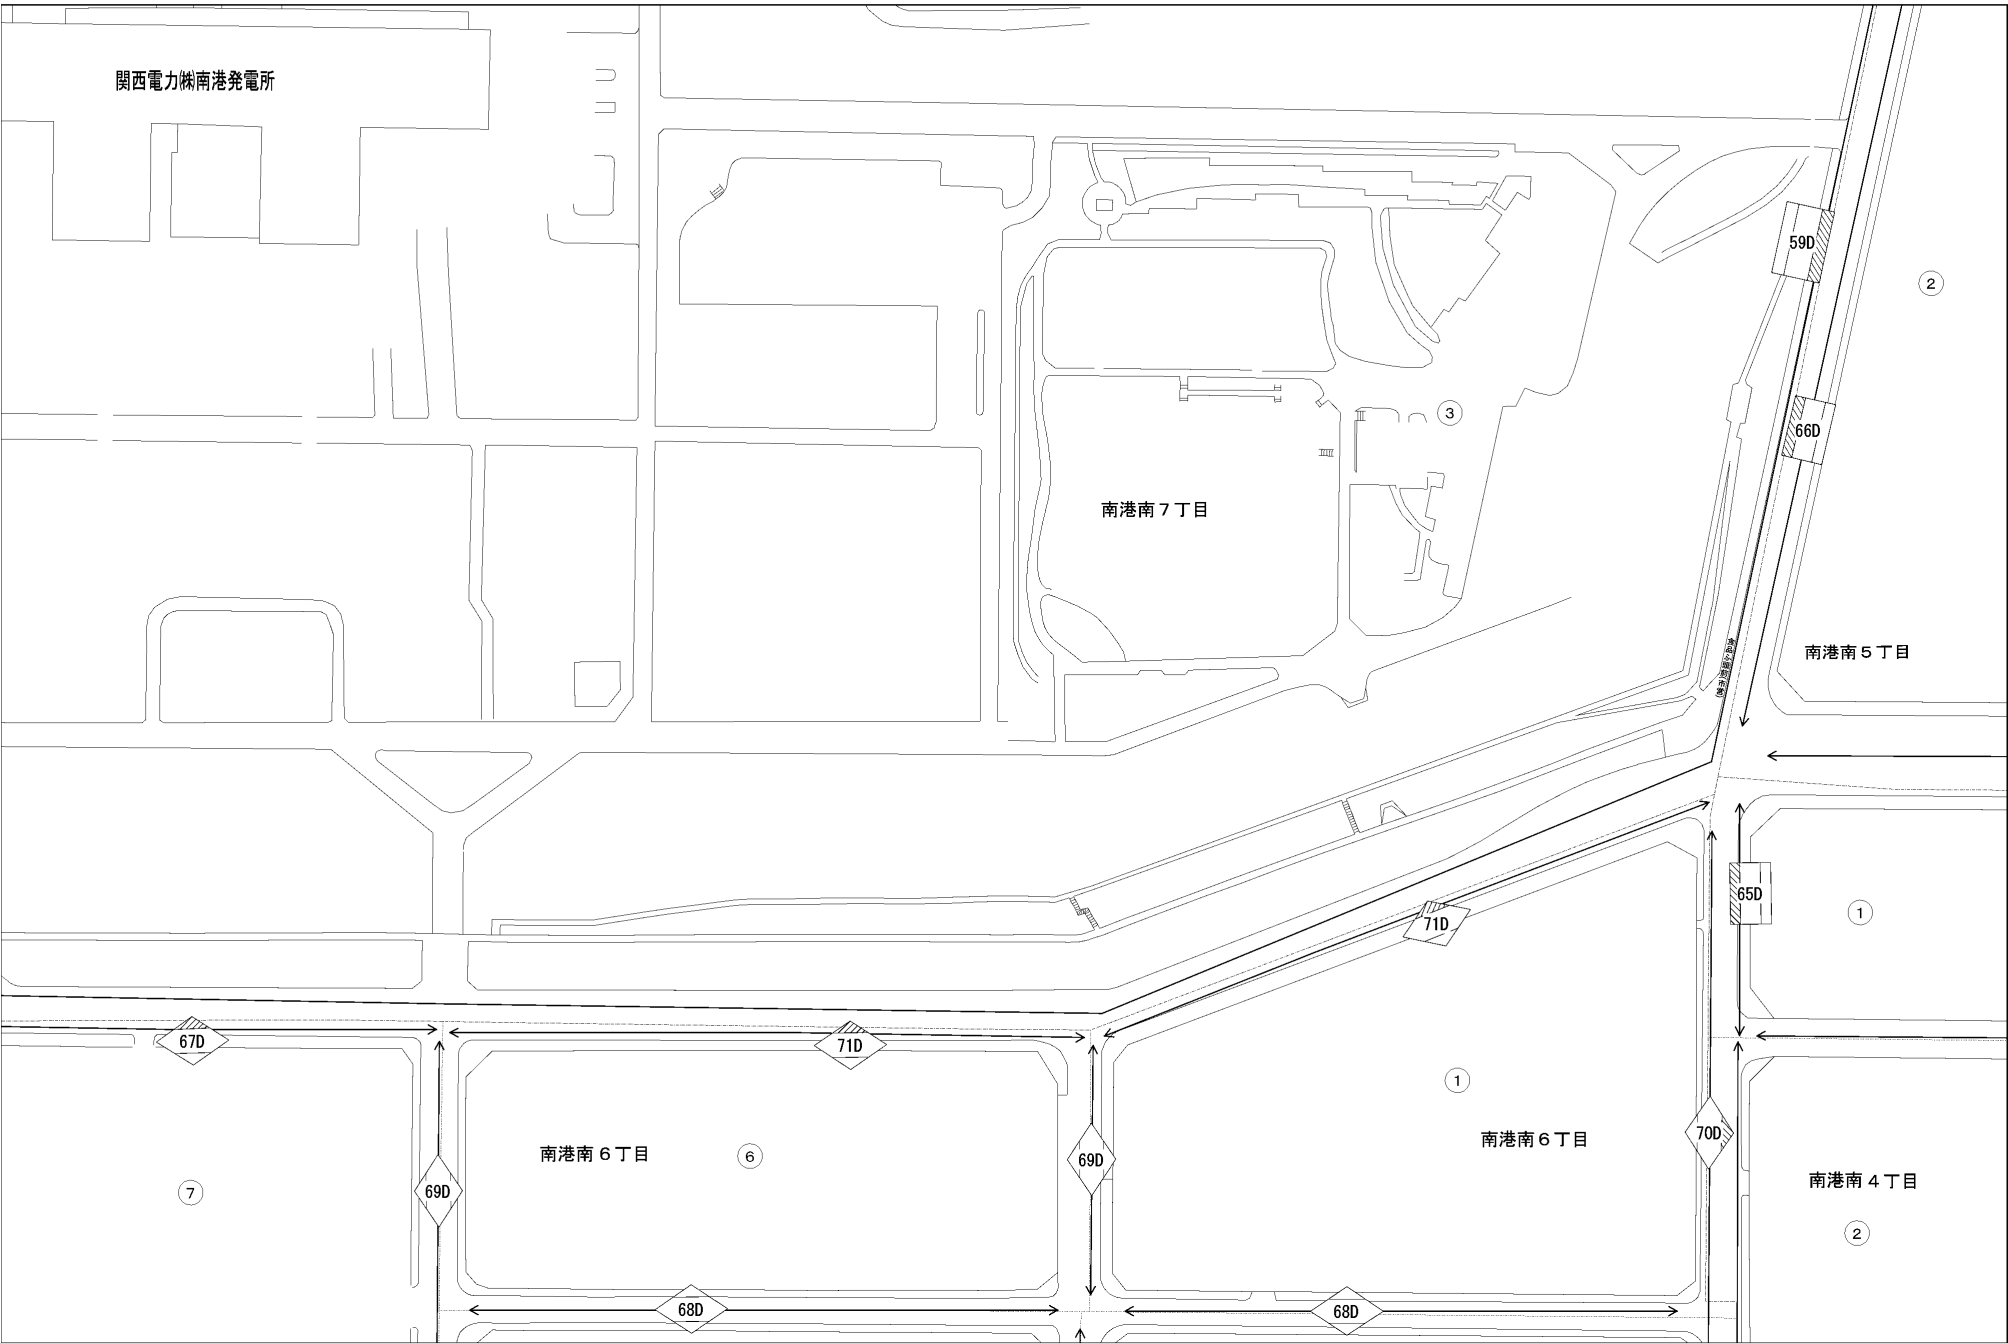 関西電力㈱南港発電所
59D
②
③
66D
南港南７丁目
南港南５丁目
65D
①
71D
67D
71D
①
70D
南港南６丁目
⑥
69D
南港南６丁目
⑦
69D
南港南４丁目
②
68D
68D